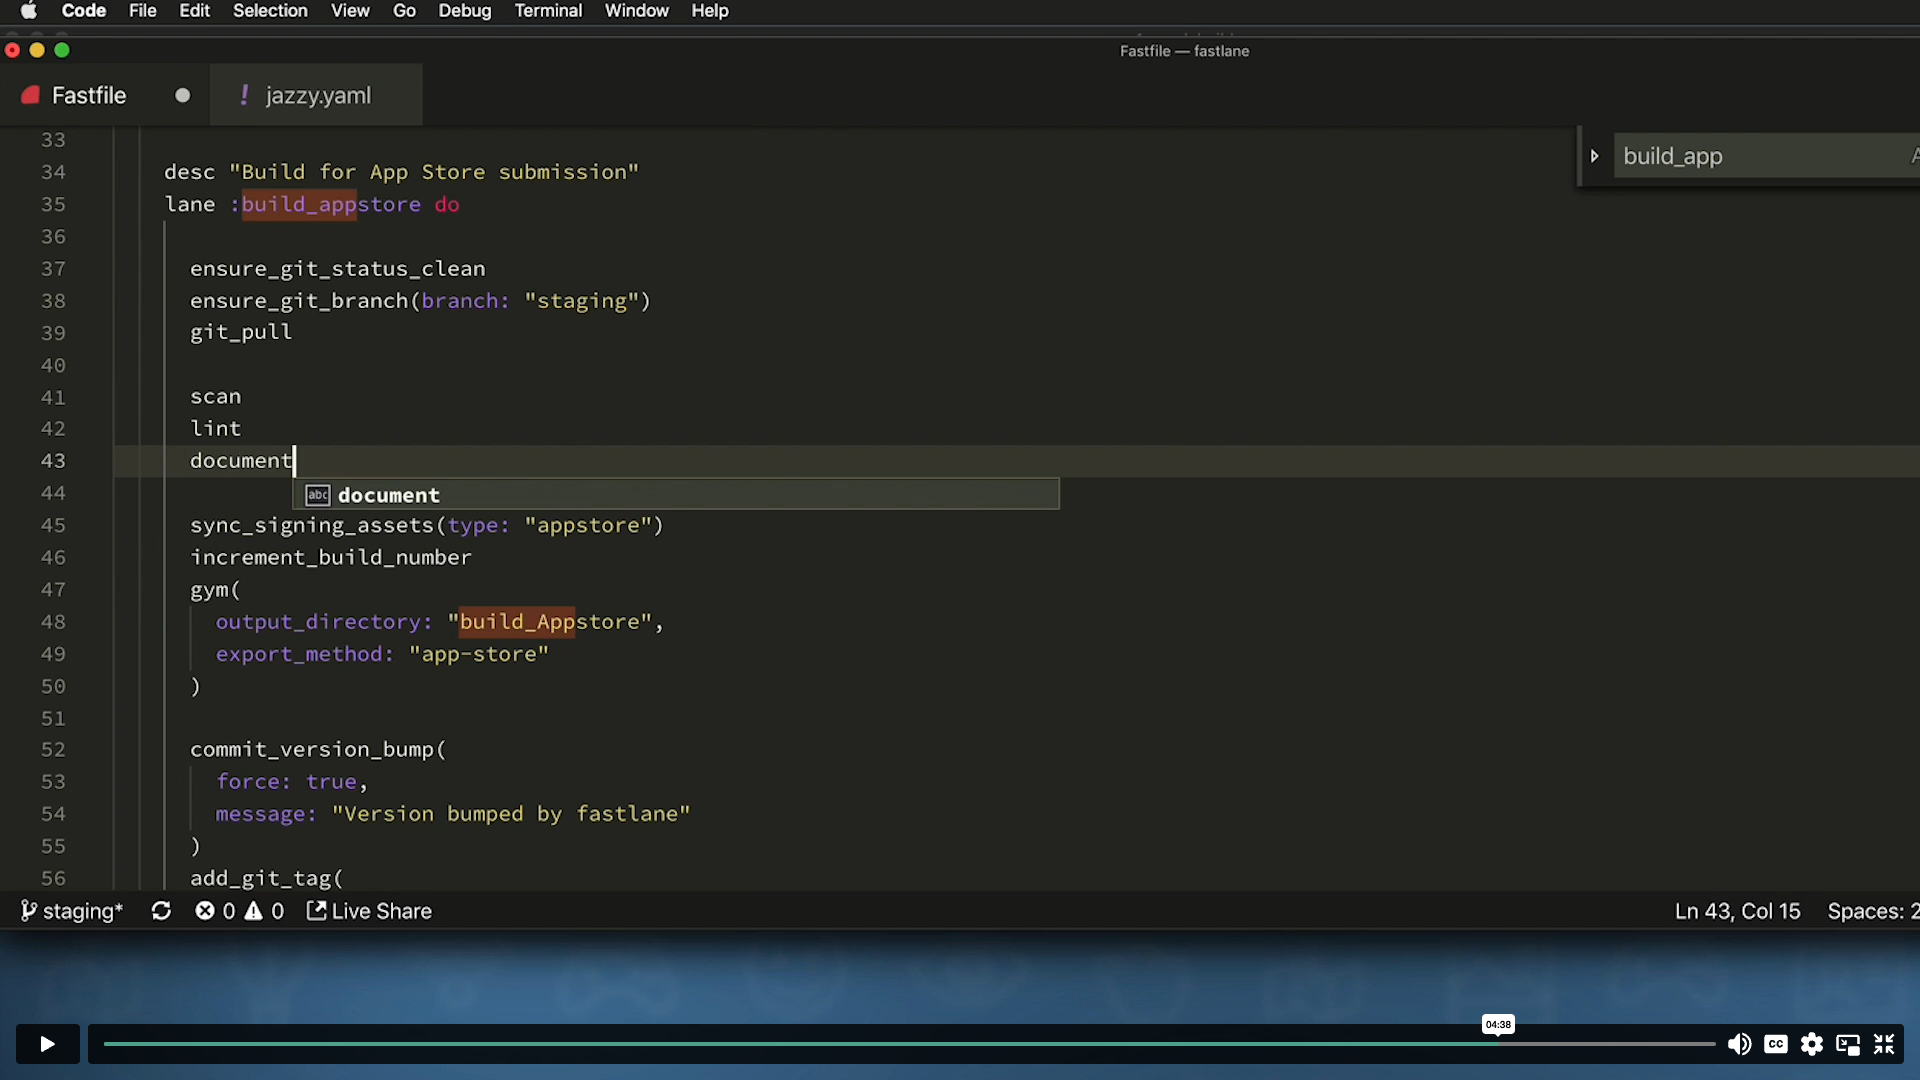 Code File Edit Selection View Go Debug Terminal Window Help
Fastfile — fastlane
Fastfile
! jazzy.yaml
build_app
33
34 desc "Build for App Store submission"
35 lane :build_appstore do
36
37 ensure_git_status_clean
38 ensure_git_branch(branch: "staging")
39 git_pull
40
41 scan
42 lint
43 document
abc document
44
45 sync_signing_assets(type: "appstore")
46 increment_build_number
47 gym(
48 output_directory: "build_Appstore",
49 export_method: "app-store"
50 )
51
52 commit_version_bump(
53 force: true,
54 message: "Version bumped by fastlane"
55 )
56 add_git_tag(
staging* 0 0 Live Share Ln 43, Col 15 Spaces: 2
04:38
CC